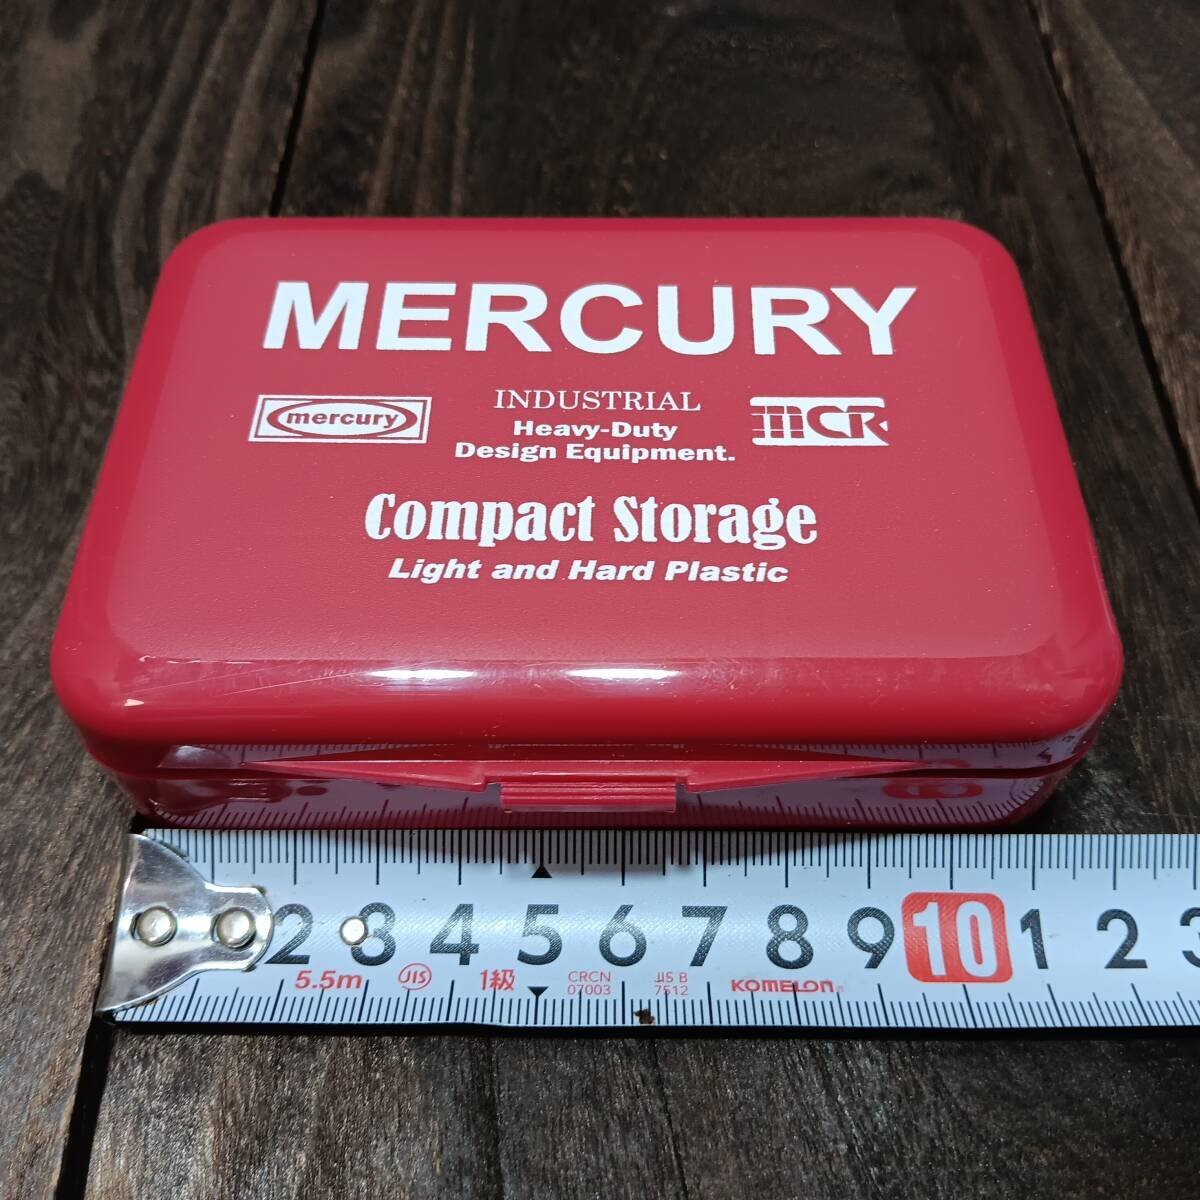 MERCURY
mercury
INDUSTRIAL
Heavy-Duty
Design Equipment.
MCR
Compact Storage
Light and Hard Plastic
2 3 4 5 6 7 8 9 10 1 2 3
5.5m JIS 1級 CRCN 07003 JIS B 7512 KOMELON